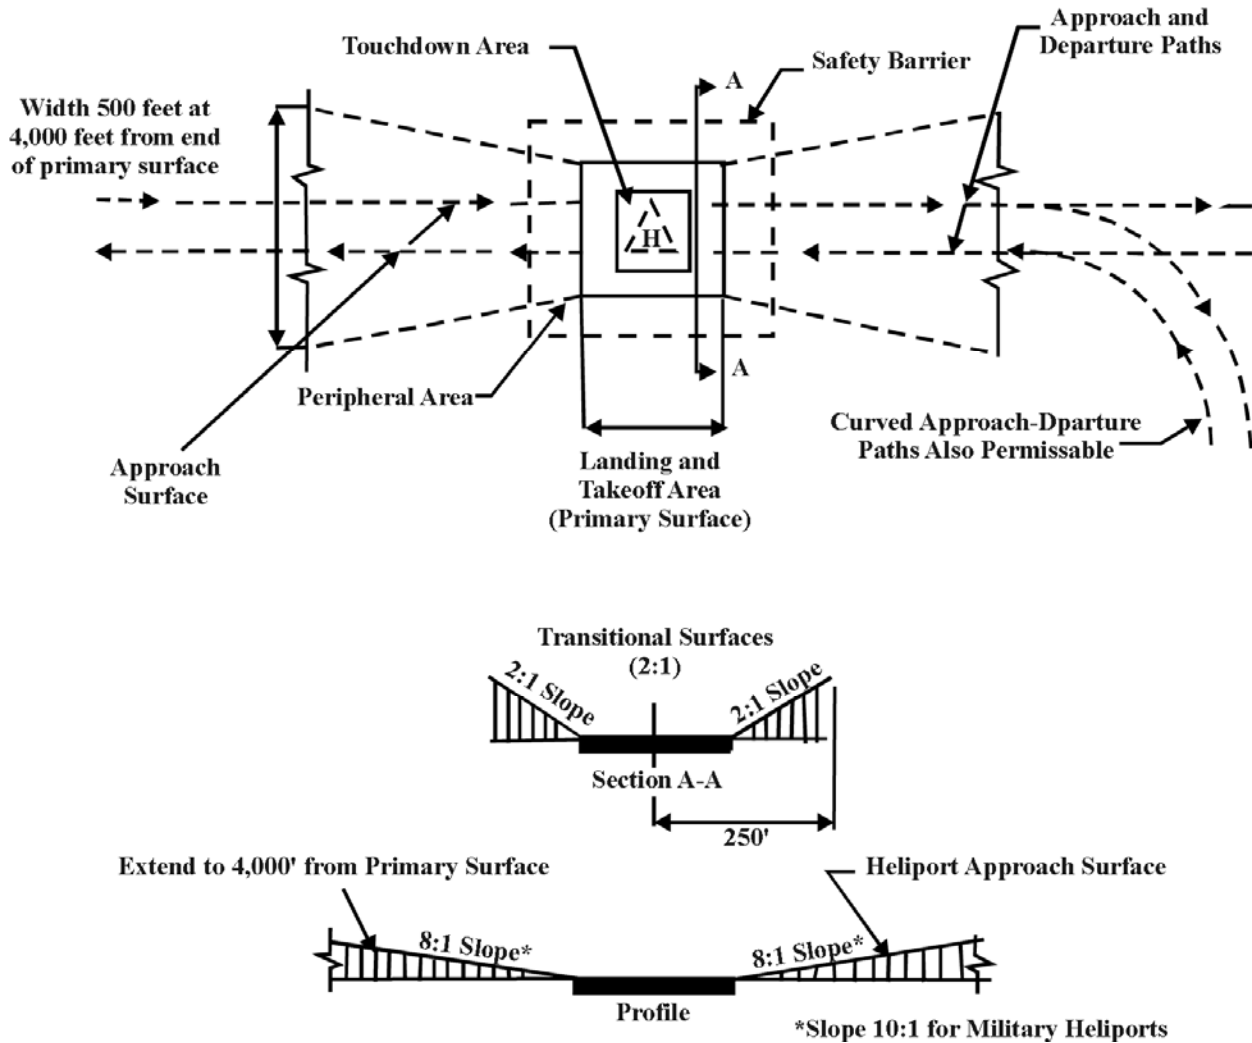 Approach and
Departure Paths
Touchdown Area
Safety Barrier
A
Width 500 feet at
4,000 feet from end
of primary surface
H
A
Peripheral Area
Curved Approach-Dparture
Paths Also Permissable
Approach
Surface
Landing and
Takeoff Area
(Primary Surface)
Transitional Surfaces
(2:1)
2:1 Slope
2:1 Slope
Section A-A
250'
Extend to 4,000' from Primary Surface
Heliport Approach Surface
8:1 Slope*
8:1 Slope*
Profile
*Slope 10:1 for Military Heliports